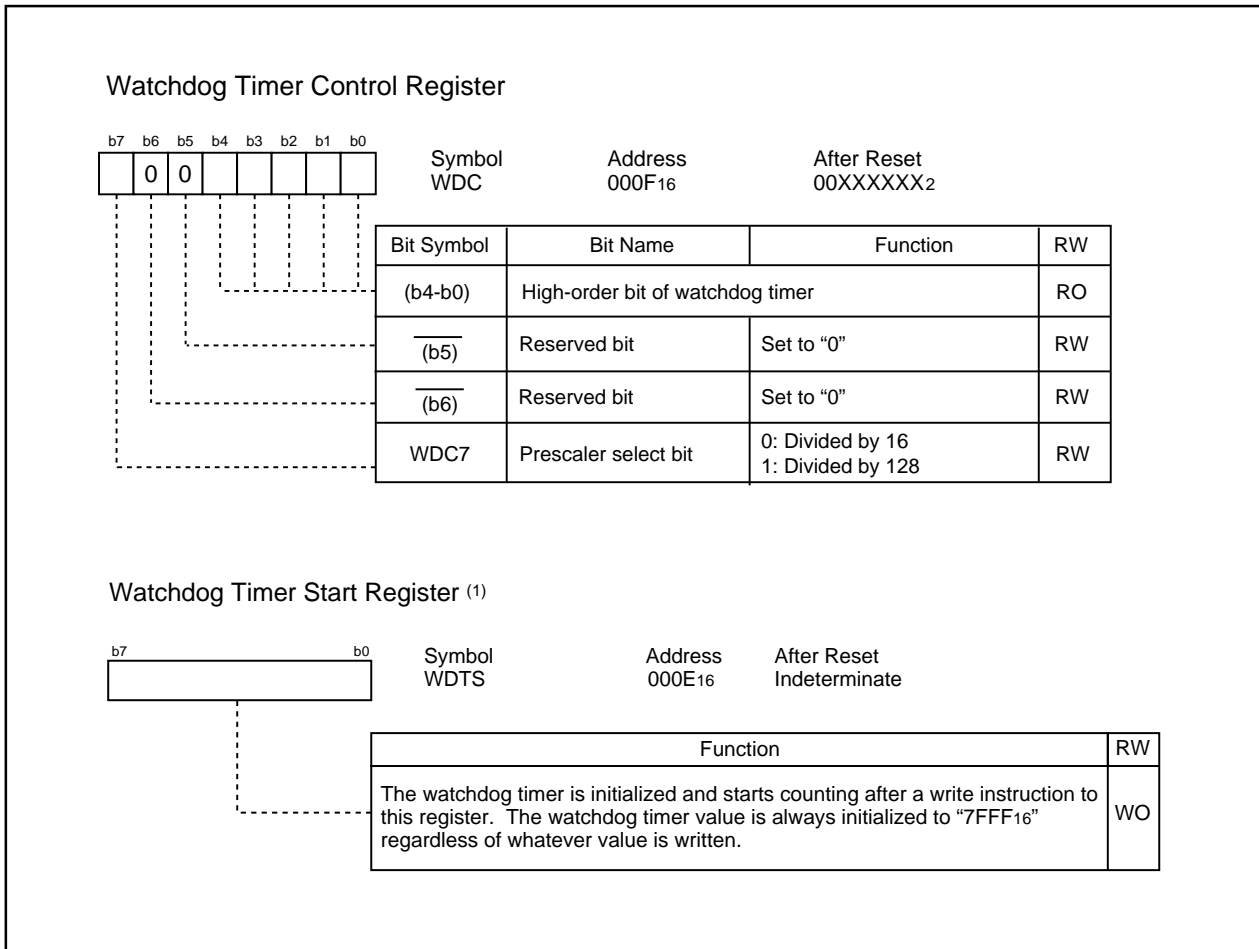 Watchdog Timer Control Register
b7 b6 b5 b4 b3 b2 b1 b0
0 0
Symbol Address After Reset
WDC 000F16 00XXXXXX2
Bit Symbol Bit Name Function RW
(b4-b0) High-order bit of watchdog timer RO
(b5) Reserved bit Set to “0” RW
(b6) Reserved bit Set to “0” RW
WDC7 Prescaler select bit 0: Divided by 16 RW
1: Divided by 128
Watchdog Timer Start Register (1)
b7 b0
Symbol Address After Reset
WDTS 000E16 Indeterminate
Function RW
The watchdog timer is initialized and starts counting after a write instruction to
this register. The watchdog timer value is always initialized to “7FFF16” WO
regardless of whatever value is written.